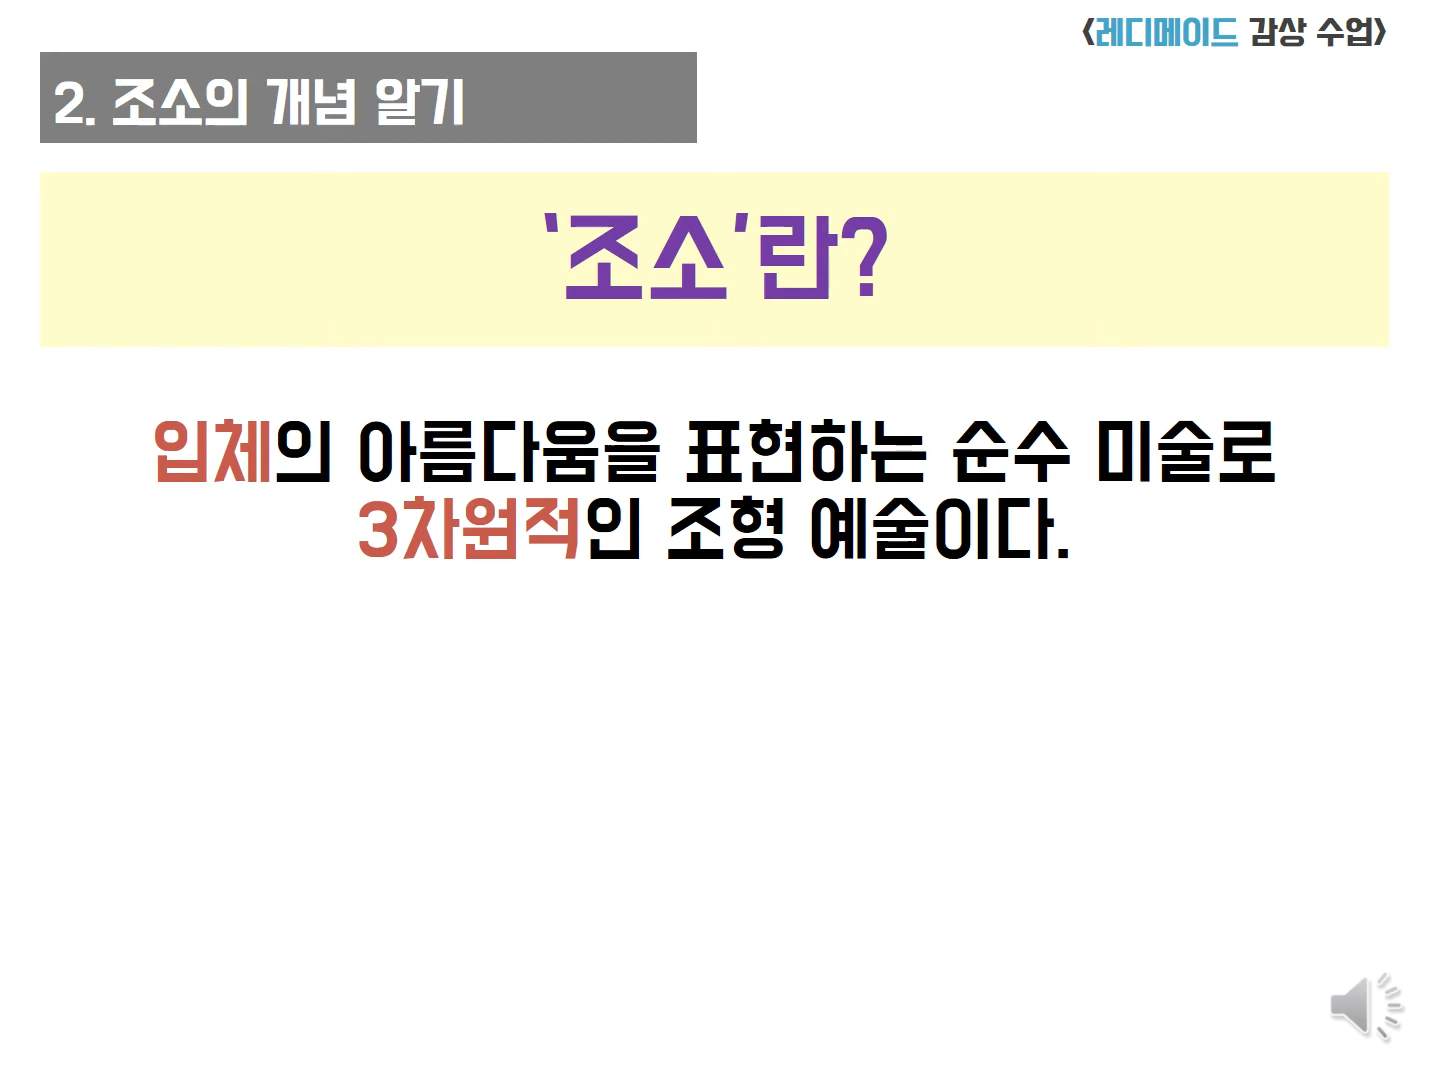 <레디메이드 감상 수업>
2. 조소의 개념 알기
‘조소’란?
입체의 아름다움을 표현하는 순수 미술로
3차원적인 조형 예술이다.